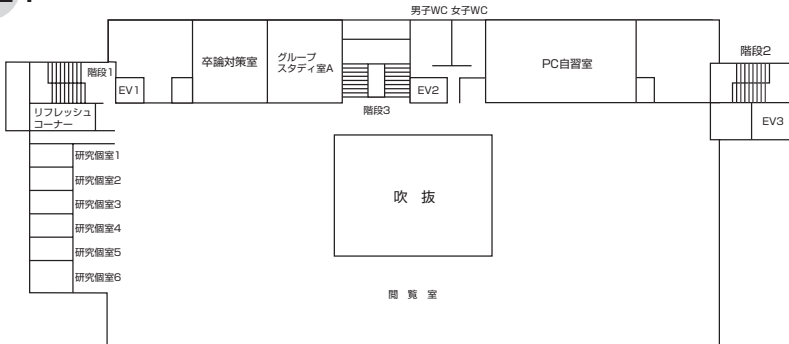 男子WC 女子WC
卒論対策室
グループ
スタディ室A
PC自習室
階段1
階段2
EV1
EV2
階段3
EV3
リフレッシュ
コーナー
研究個室1
研究個室2
研究個室3
研究個室4
研究個室5
研究個室6
吹 抜
閲 覧 室